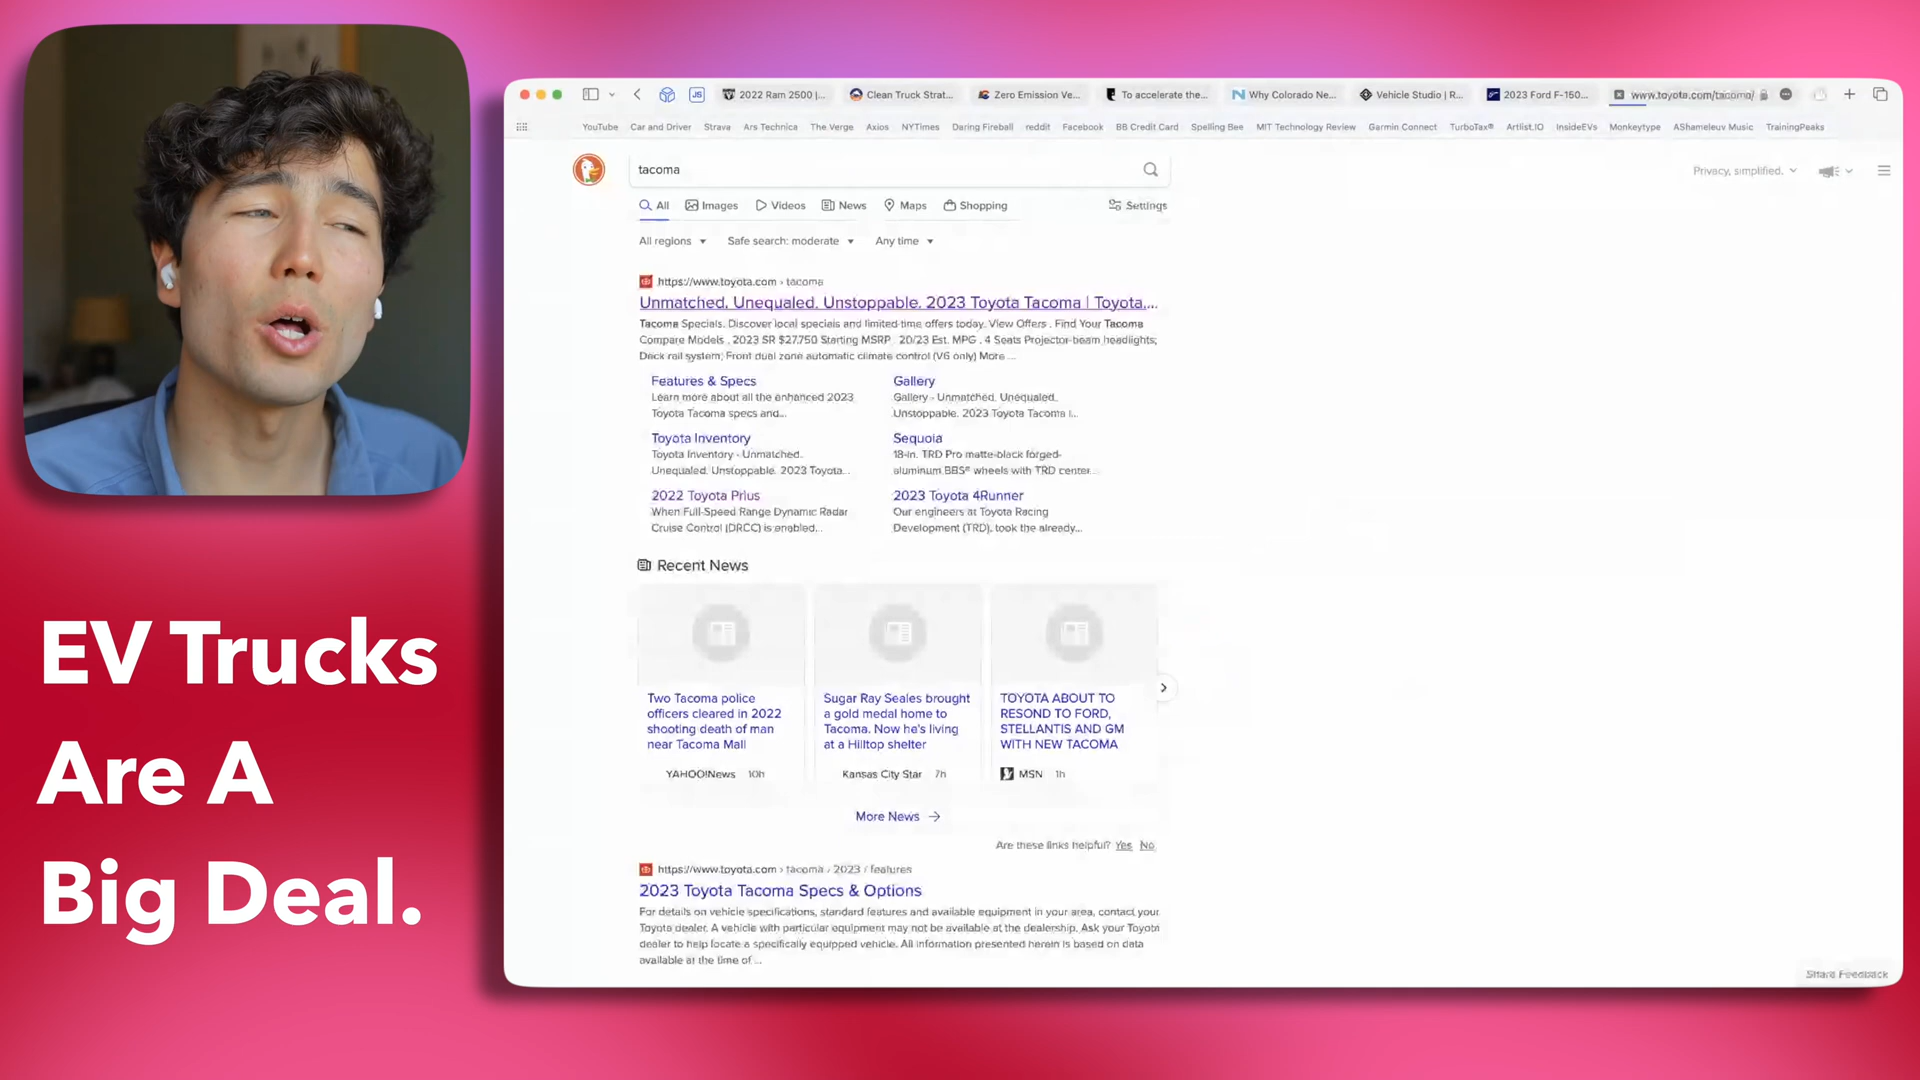 EV Trucks
Are A
Big Deal.
JS
2022 Ram 2500 |...
Clean Truck Strat...
Zero Emission Ve...
To accelerate the...
Why Colorado Ne...
Vehicle Studio | R...
2023 Ford F-150...
www.toyota.com/tacoma/
YouTube Car and Driver Strava Ars Technica The Verge Axios NYTimes Daring Fireball reddit Facebook BB Credit Card Spelling Bee MIT Technology Review Garmin Connect TurboTax® Artlist.IO InsideEVs Monkeytype AShameluv Music TrainingPeaks
tacoma
Privacy, simplified.
All Images Videos News Maps Shopping Settings
All regions Safe search: moderate Any time
https://www.toyota.com › tacoma
Unmatched. Unequaled. Unstoppable. 2023 Toyota Tacoma | Toyota....
Tacoma Specials. Discover local specials and limited-time offers today. View Offers . Find Your Tacoma
Compare Models . 2023 SR $27,750 Starting MSRP . 20/23 Est. MPG . 4 Seats Projector-beam headlights;
Deck rail system; Front dual zone automatic climate control (V6 only) More ...
Features & Specs
Learn more about all the enhanced 2023
Toyota Tacoma specs and...
Gallery
Gallery - Unmatched. Unequaled.
Unstoppable. 2023 Toyota Tacoma |...
Toyota Inventory
Toyota Inventory - Unmatched.
Unequaled. Unstoppable. 2023 Toyota...
Sequoia
18-in. TRD Pro matte-black forged-
aluminum BBS® wheels with TRD center...
2022 Toyota Prius
When Full-Speed Range Dynamic Radar
Cruise Control (DRCC) is enabled...
2023 Toyota 4Runner
Our engineers at Toyota Racing
Development (TRD), took the already...
Recent News
Two Tacoma police
officers cleared in 2022
shooting death of man
near Tacoma Mall
YAHOO!News 10h
Sugar Ray Seales brought
a gold medal home to
Tacoma. Now he's living
at a Hilltop shelter
Kansas City Star 7h
TOYOTA ABOUT TO
RESOND TO FORD,
STELLANTIS AND GM
WITH NEW TACOMA
MSN 1h
More News
Are these links helpful? Yes No
https://www.toyota.com › tacoma › 2023 / features
2023 Toyota Tacoma Specs & Options
For details on vehicle specifications, standard features and available equipment in your area, contact your
Toyota dealer. A vehicle with particular equipment may not be available at the dealership. Ask your Toyota
dealer to help locate a specifically equipped vehicle. All information presented herein is based on data
available at the time of ...
Share Feedback